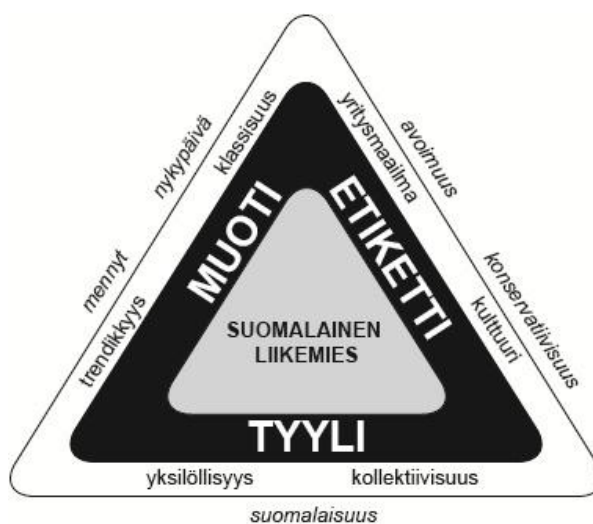 nykypäivä
klassisuus
yritysmaailma
avoimuus
MUOTI
ETIKETTI
mennyt
trendikkyys
konservatiivisuus
kulttuuri
SUOMALAINEN
LIIKEMIES
TYYLI
yksilöllisyys
kollektiivisuus
suomalaisuus